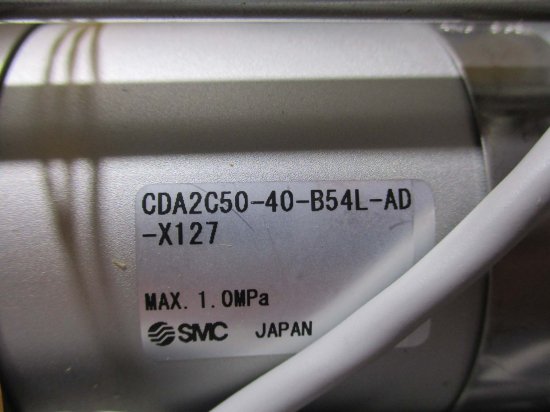 CDA2C50-40-B54L-AD
-X127
MAX. 1.0MPa
SMC JAPAN